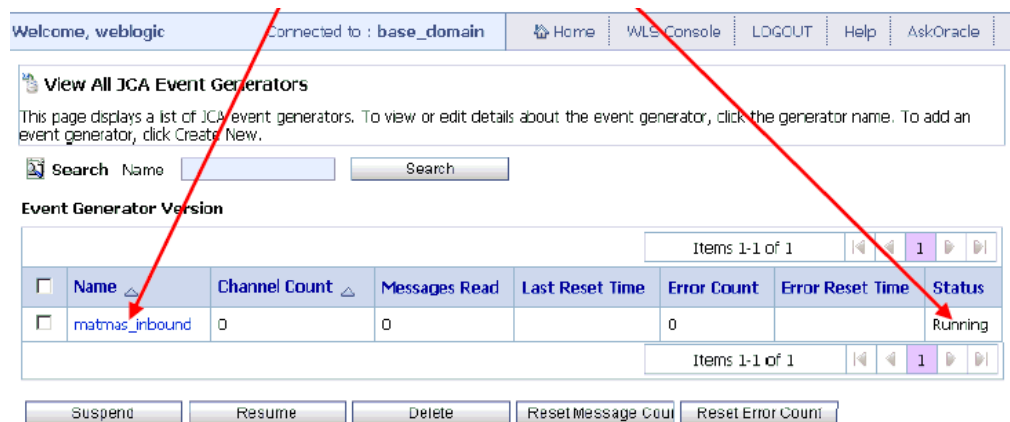 Welcome, weblogic Connected to : base_domain Home WLS Console LOGOUT Help AskOracle
View All JCA Event Generators
This page displays a list of JCA event generators. To view or edit details about the event generator, click the generator name. To add an
event generator, click Create New.
Search Name Search
Event Generator Version
Items 1-1 of 1 1
Name Channel Count Messages Read Last Reset Time Error Count Error Reset Time Status
matmas_inbound 0 0 0 Running
Items 1-1 of 1 1
Suspend Resume Delete Reset Message Coun Reset Error Count